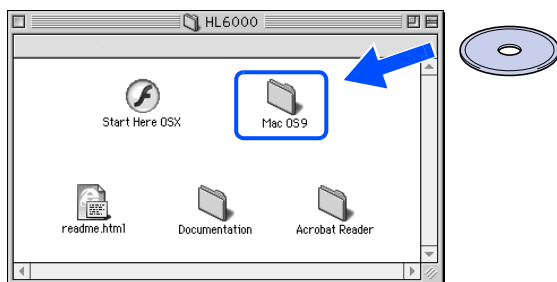 HL6000
Start Here OSX
Mac OS9
readme.html
Documentation
Acrobat Reader